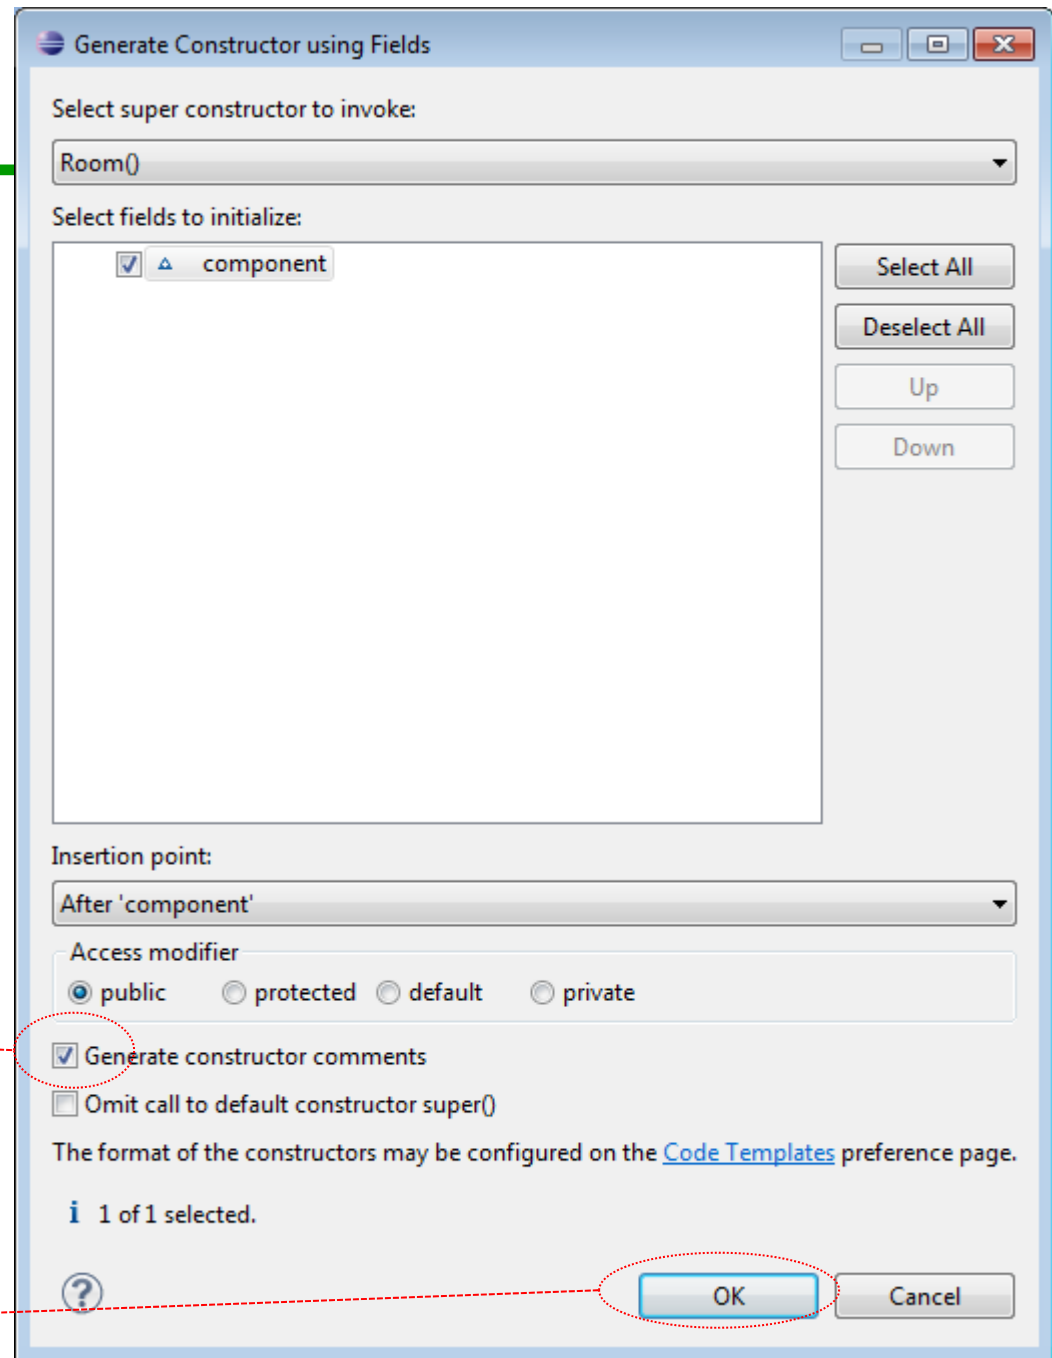 Generate Constructor using Fields
Select super constructor to invoke:
Room()
Select fields to initialize:
component
Select All
Deselect All
Up
Down
Insertion point:
After 'component'
Access modifier
public protected default private
Generate constructor comments
Omit call to default constructor super()
The format of the constructors may be configured on the Code Templates preference page.
i 1 of 1 selected.
? OK Cancel